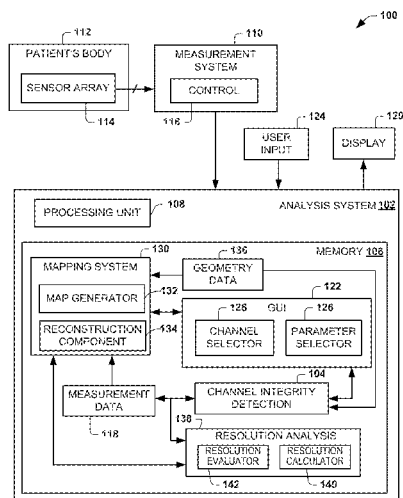 100
112
PATIENT'S BODY
SENSOR ARRAY
114
110
MEASUREMENT
SYSTEM
CONTROL
116
124
USER
INPUT
120
DISPLAY
ANALYSIS SYSTEM 102
PROCESSING UNIT
108
MEMORY 106
130
MAPPING SYSTEM
MAP GENERATOR
132
RECONSTRUCTION
COMPONENT
134
136
GEOMETRY
DATA
122
GUI
128
CHANNEL
SELECTOR
126
PARAMETER
SELECTOR
104
CHANNEL INTEGRITY
DETECTION
MEASUREMENT
DATA
118
138
RESOLUTION ANALYSIS
RESOLUTION
EVALUATOR
142
RESOLUTION
CALCULATOR
140